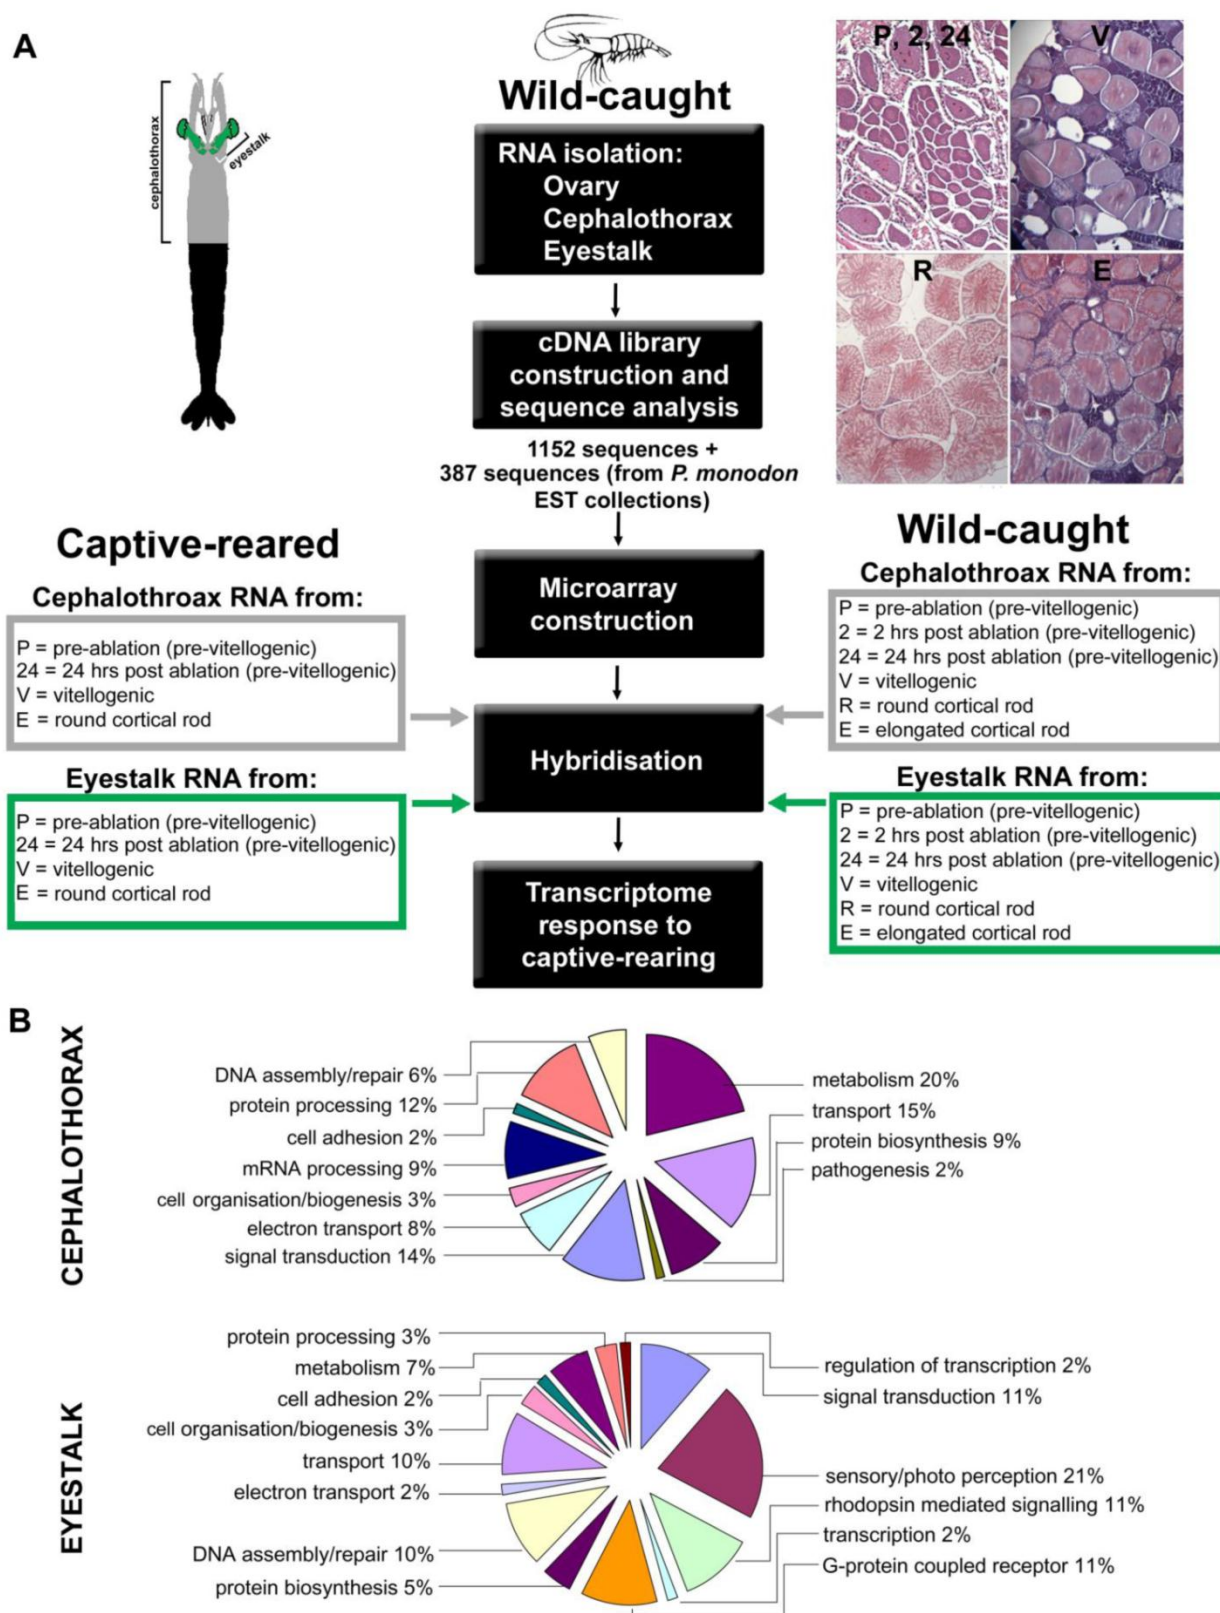 A
cephalothorax
eyestalk
Wild-caught
RNA isolation:
Ovary
Cephalothorax
Eyestalk
cDNA library
construction and
sequence analysis
1152 sequences +
387 sequences (from P. monodon
EST collections)
Microarray
construction
Hybridisation
Transcriptome
response to
captive-rearing
P, 2, 24
V
R
E
Captive-reared
Cephalothroax RNA from:
P = pre-ablation (pre-vitellogenic)
24 = 24 hrs post ablation (pre-vitellogenic)
V = vitellogenic
E = round cortical rod
Eyestalk RNA from:
P = pre-ablation (pre-vitellogenic)
24 = 24 hrs post ablation (pre-vitellogenic)
V = vitellogenic
E = round cortical rod
Wild-caught
Cephalothroax RNA from:
P = pre-ablation (pre-vitellogenic)
2 = 2 hrs post ablation (pre-vitellogenic)
24 = 24 hrs post ablation (pre-vitellogenic)
V = vitellogenic
R = round cortical rod
E = elongated cortical rod
Eyestalk RNA from:
P = pre-ablation (pre-vitellogenic)
2 = 2 hrs post ablation (pre-vitellogenic)
24 = 24 hrs post ablation (pre-vitellogenic)
V = vitellogenic
R = round cortical rod
E = elongated cortical rod
B
CEPHALOTHORAX
DNA assembly/repair 6%
protein processing 12%
cell adhesion 2%
mRNA processing 9%
cell organisation/biogenesis 3%
electron transport 8%
signal transduction 14%
metabolism 20%
transport 15%
protein biosynthesis 9%
pathogenesis 2%
EYESTALK
protein processing 3%
metabolism 7%
cell adhesion 2%
cell organisation/biogenesis 3%
transport 10%
electron transport 2%
DNA assembly/repair 10%
protein biosynthesis 5%
regulation of transcription 2%
signal transduction 11%
sensory/photo perception 21%
rhodopsin mediated signalling 11%
transcription 2%
G-protein coupled receptor 11%